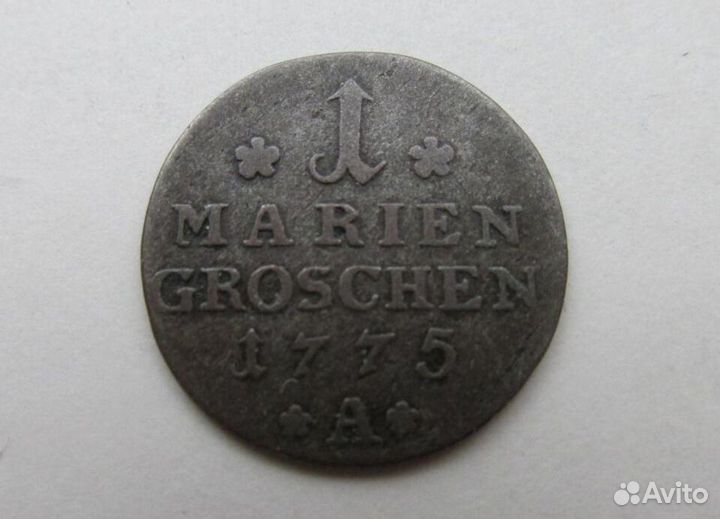 1
MARIEN
GROSCHEN
1775
A
Avito